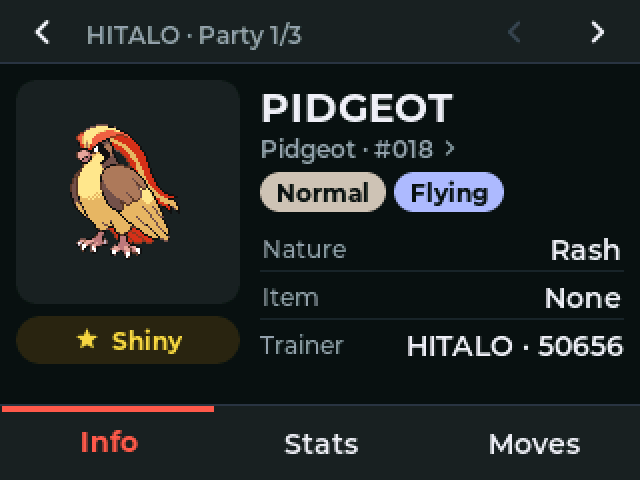 HITALO · Party 1/3
PIDGEOT
Pidgeot · #018
Normal Flying
Nature Rash
Item None
Trainer HITALO · 50656
Shiny
Info Stats Moves